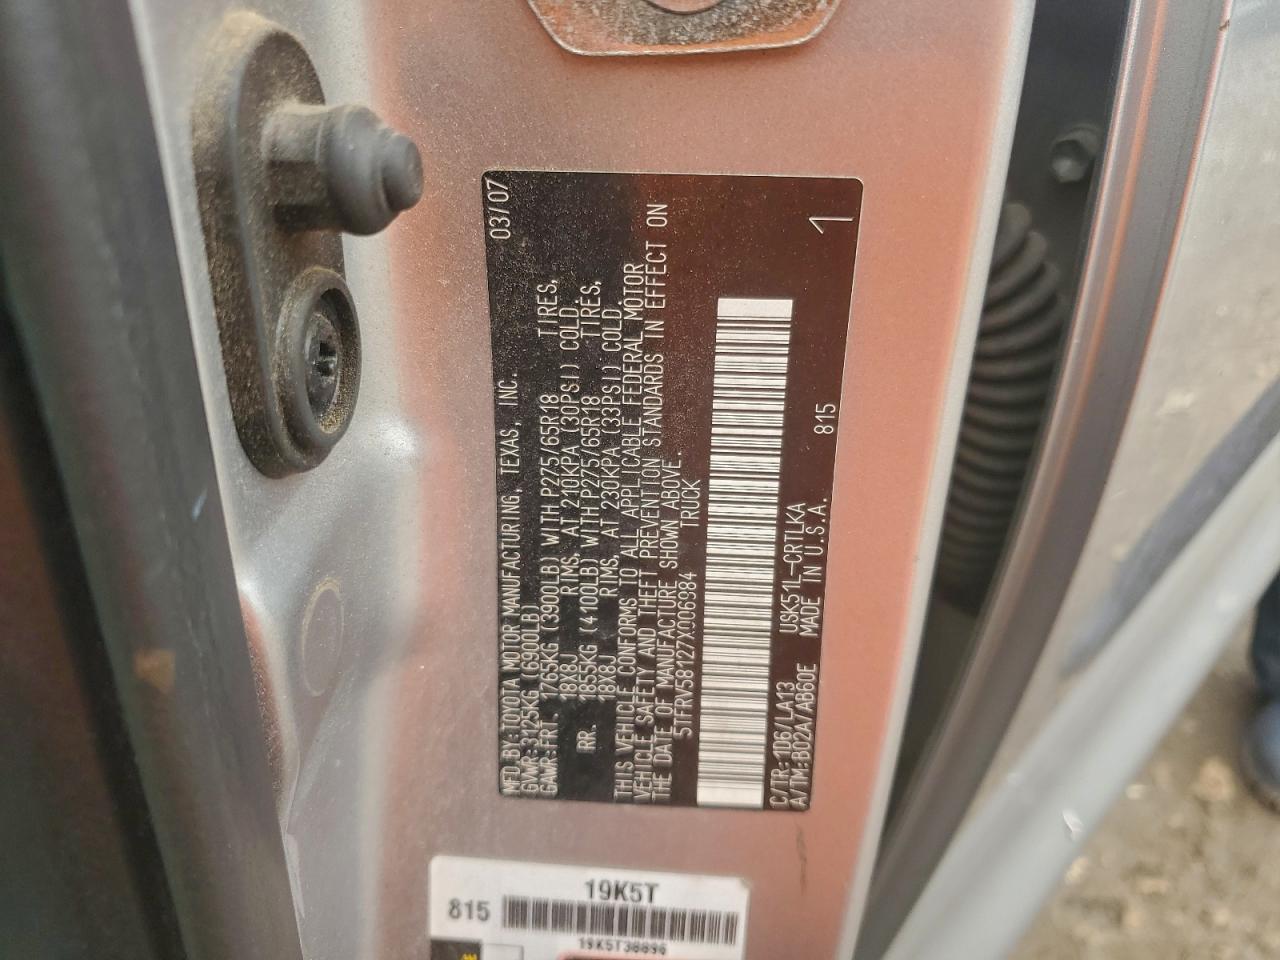 MFD.BY:TOYOTA MOTOR MANUFACTURING, TEXAS, INC. 03/07
GVWR:3125KG (6900LB)
GAWR:FRT. 1765KG (3900LB) WITH P225/65R18 TIRES,
18X8J RIMS, AT 210KPA (30PSI) COLD.
RR. 1855KG (4100LB) WITH P225/65R18 TIRES,
18X8J RIMS, AT 230KPA (33PSI) COLD.
THIS VEHICLE CONFORMS TO ALL APPLICABLE FEDERAL MOTOR
VEHICLE SAFETY AND THEFT PREVENTION STANDARDS IN EFFECT ON
THE DATE OF MANUFACTURE SHOWN ABOVE.
5TFRV58127X006984 TRUCK
C/TR:1D6/LA13 USK51L-CRTLKA
A/TM:B02A/AB60E MADE IN U.S.A. 815
1
19K5T
815
19K5T38896